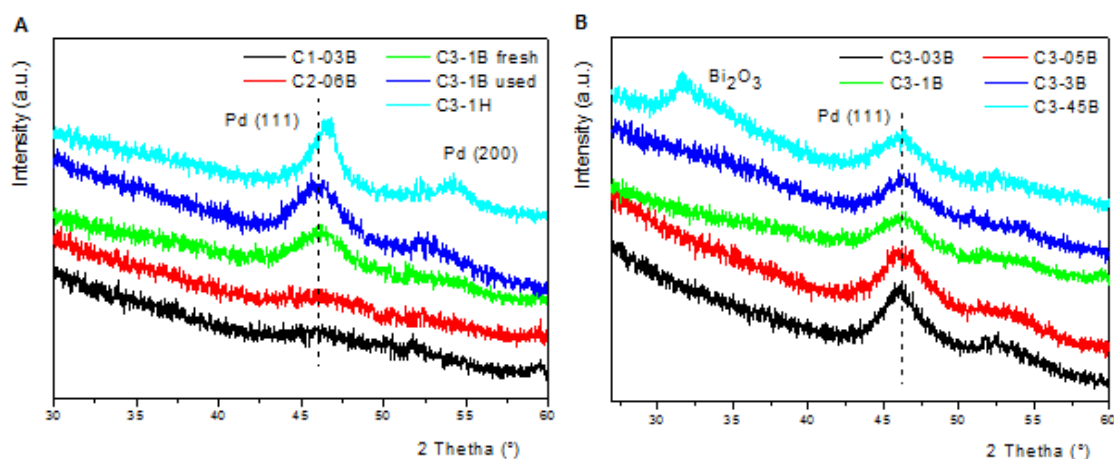 A
C1-03B
C3-1B fresh
C2-06B
C3-1B used
C3-1H
Pd (111)
Pd (200)
Intensity (a.u.)
30 35 40 45 50 55 60
2 Thetha (°)
B
C3-03B
C3-05B
C3-1B
C3-3B
C3-45B
Bi₂O₃
Pd (111)
Intensity (a.u.)
30 35 40 45 50 55 60
2 Thetha (°)